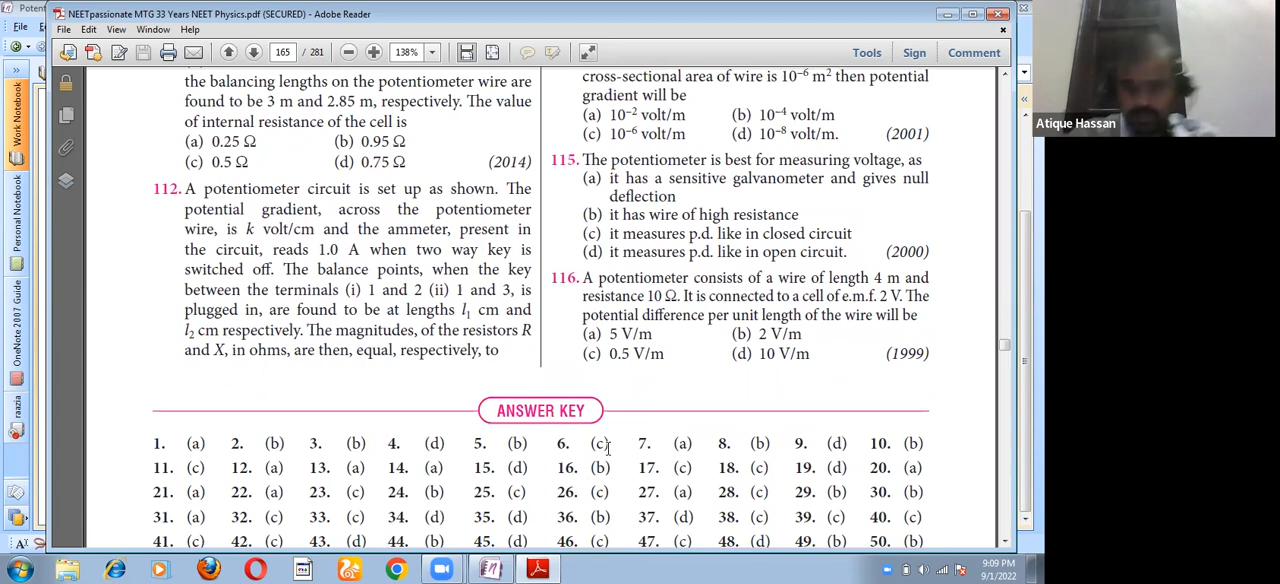 NEETpassionate MTG 33 Years NEET Physics.pdf (SECURED) - Adobe Reader
File Edit View Window Help
165 / 281 138% Tools Sign Comment
Atique Hassan
Work Notebook
Personal Notebook
OneNote 2007 Guide
raazia
the balancing lengthon the potentiometer wire are
found to be 3 m and 2.85 m, respectively. The value
of internal resistance of the cell is
(a) 0.25 Ω (b) 0.95 Ω
(c) 0.5 Ω (d) 0.75 Ω (2014)
112. A potentiometer circuit is set up as shown. The
potential gradient, across the potentiometer
wire, is k volt/cm and the ammeter, present in
the circuit, reads 1.0 A when two way key is
switched off. The balance points, when the key
between the terminals (i) 1 and 2 (ii) 1 and 3, is
plugged in, are found to be at lengths l₁ cm and
l₂ cm respectively. The magnitudes, of the resistors R
and X, in ohms, are then, equal, respectively, to
cross-sectional area of wire is 10⁻⁶ m² then potential
gradient will be
(a) 10⁻² volt/m (b) 10⁻⁴ volt/m
(c) 10⁻⁶ volt/m (d) 10⁻⁸ volt/m. (2001)
115. The potentiometer is best for measuring voltage, as
(a) it has a sensitive galvanometer and gives null
deflection
(b) it has wire of high resistance
(c) it measures p.d. like in closed circuit
(d) it measures p.d. like in open circuit. (2000)
116. A potentiometer consists of a wire of length 4 m and
resistance 10 Ω. It is connected to a cell of e.m.f. 2 V. The
potential difference per unit length of the wire will be
(a) 5 V/m (b) 2 V/m
(c) 0.5 V/m (d) 10 V/m (1999)
ANSWER KEY
1. (a) 2. (b) 3. (b) 4. (d) 5. (b) 6. (c) 7. (a) 8. (b) 9. (d) 10. (b)
11. (c) 12. (a) 13. (a) 14. (a) 15. (d) 16. (b) 17. (c) 18. (c) 19. (d) 20. (a)
21. (a) 22. (a) 23. (c) 24. (b) 25. (c) 26. (c) 27. (a) 28. (c) 29. (b) 30. (b)
31. (a) 32. (c) 33. (c) 34. (d) 35. (d) 36. (b) 37. (d) 38. (c) 39. (c) 40. (c)
41. (c) 42. (c) 43. (d) 44. (b) 45. (d) 46. (c) 47. (c) 48. (d) 49. (b) 50. (b)
9:09 PM
9/1/2022